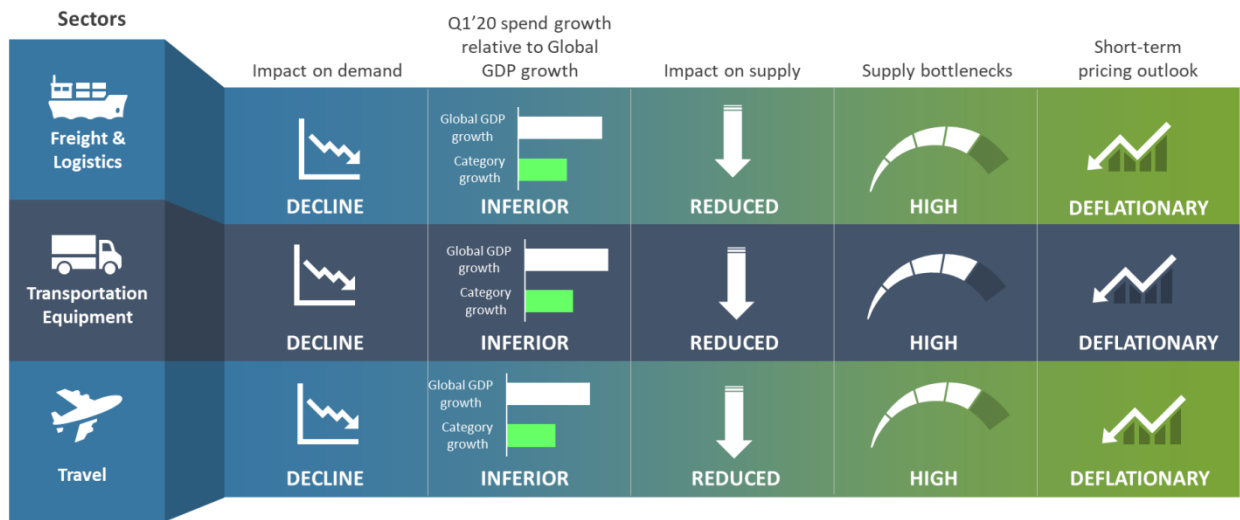 Sectors
Impact on demand
Q1'20 spend growth
relative to Global
GDP growth
Impact on supply
Supply bottlenecks
Short-term
pricing outlook
Freight &
Logistics
DECLINE
Global GDP
growth
Category
growth
INFERIOR
REDUCED
HIGH
DEFLATIONARY
Transportation
Equipment
DECLINE
Global GDP
growth
Category
growth
INFERIOR
REDUCED
HIGH
DEFLATIONARY
Travel
DECLINE
Global GDP
growth
Category
growth
INFERIOR
REDUCED
HIGH
DEFLATIONARY